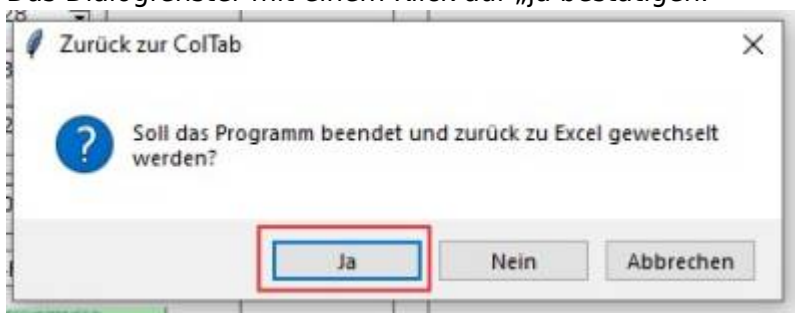 Das Dialogfenster mit einem Klick auf „Ja bestätigen.
28
Zurück zur ColTab
Soll das Programm beendet und zurück zu Excel gewechselt
werden?
Ja
Nein
Abbrechen